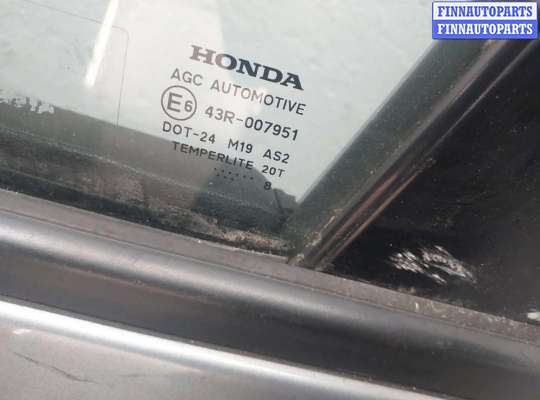 FINNAUTOPARTS
FINNAUTOPARTS
HONDA
AGC AUTOMOTIVE
E6 43R-007951
DOT-24 M19 AS2
TEMPERLITE 20T
...... 8